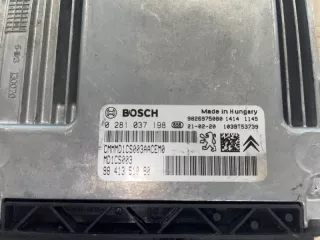 BOSCH
Made in Hungary
0 281 037 198
9826975080 1414 1145
21-02-20 1039T53739
CMMMD1CS003AACEM0
MD1CS003
98 413 510 80